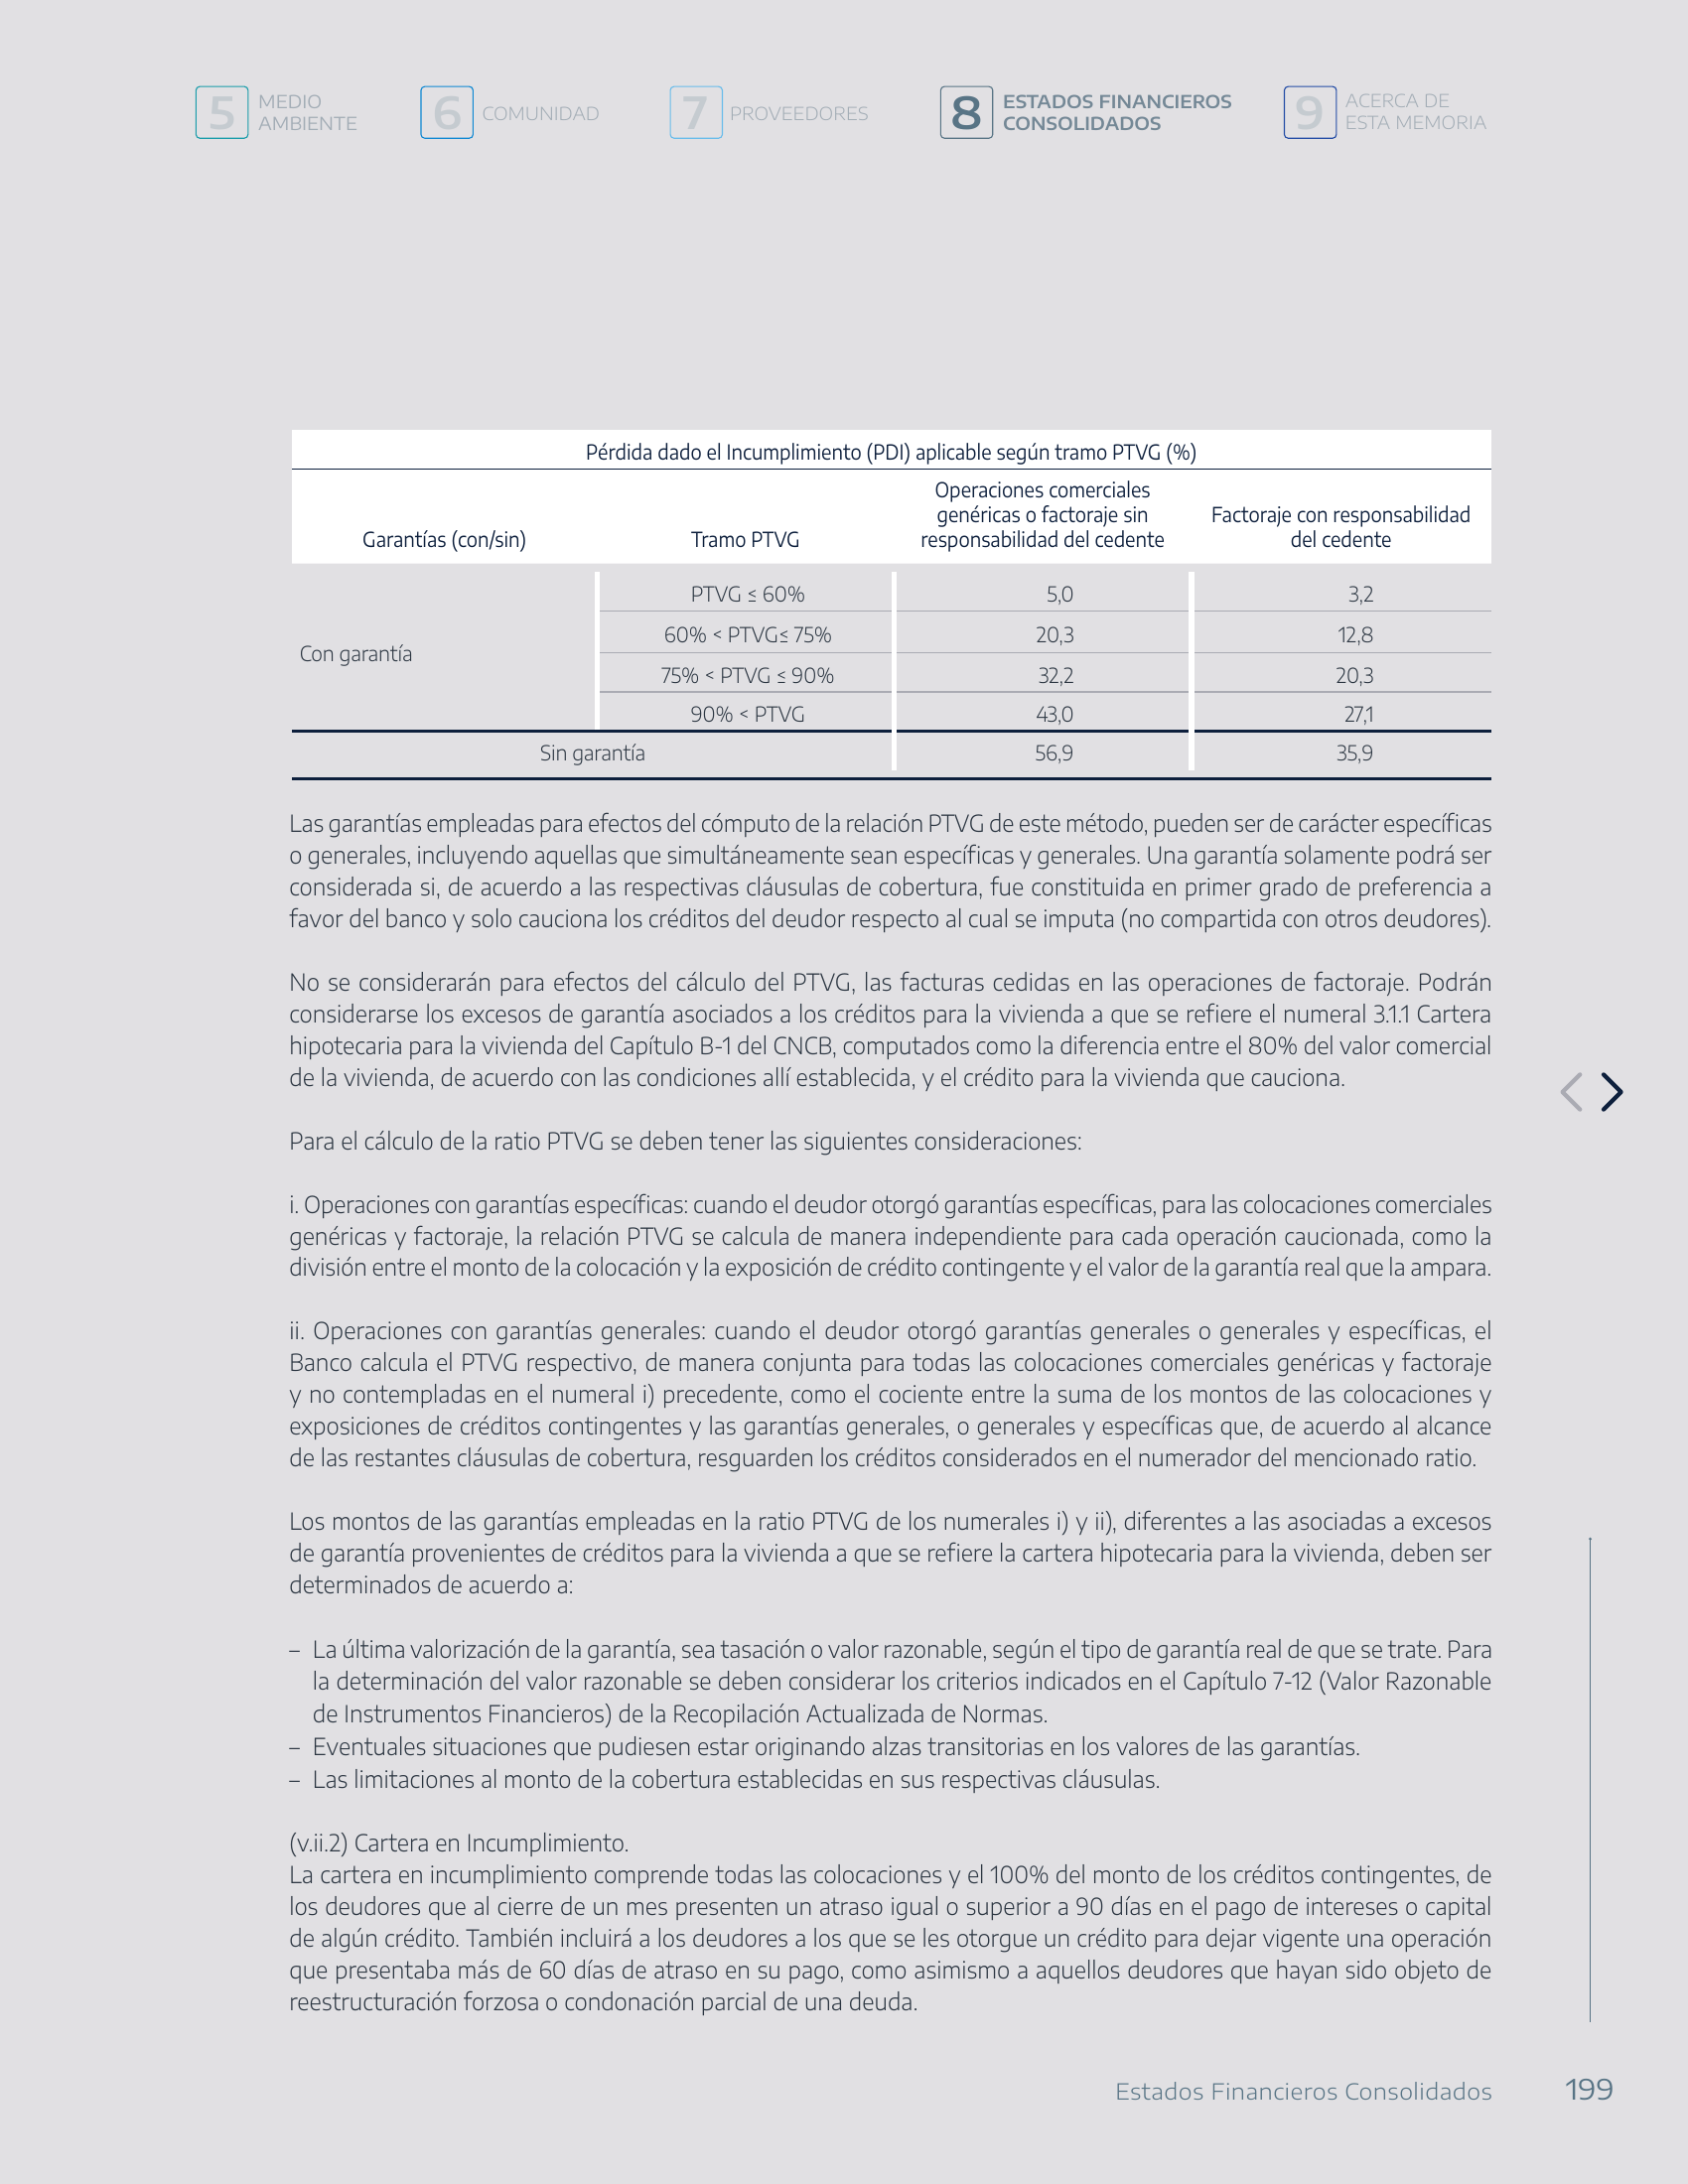 5 MEDIO AMBIENTE
6 COMUNIDAD
7 PROVEEDORES
8 ESTADOS FINANCIEROS CONSOLIDADOS
9 ACERCA DE ESTA MEMORIA
Pérdida dado el Incumplimiento (PDI) aplicable según tramo PTVG (%)
Garantías (con/sin)
Tramo PTVG
Operaciones comerciales
genéricas o factoraje sin
responsabilidad del cedente
Factoraje con responsabilidad
del cedente
Con garantía
PTVG ≤ 60% 5,0 3,2
60% < PTVG≤ 75% 20,3 12,8
75% < PTVG ≤ 90% 32,2 20,3
90% < PTVG 43,0 27,1
Sin garantía 56,9 35,9
Las garantías empleadas para efectos del cómputo de la relación PTVG de este método, pueden ser de carácter específicas
o generales, incluyendo aquellas que simultáneamente sean específicas y generales. Una garantía solamente podrá ser
considerada si, de acuerdo a las respectivas cláusulas de cobertura, fue constituida en primer grado de preferencia a
favor del banco y solo cauciona los créditos del deudor respecto al cual se imputa (no compartida con otros deudores).
No se considerarán para efectos del cálculo del PTVG, las facturas cedidas en las operaciones de factoraje. Podrán
considerarse los excesos de garantía asociados a los créditos para la vivienda a que se refiere el numeral 3.1.1 Cartera
hipotecaria para la vivienda del Capítulo B-1 del CNCB, computados como la diferencia entre el 80% del valor comercial
de la vivienda, de acuerdo con las condiciones allí establecida, y el crédito para la vivienda que cauciona.
Para el cálculo de la ratio PTVG se deben tener las siguientes consideraciones:
i. Operaciones con garantías específicas: cuando el deudor otorgó garantías específicas, para las colocaciones comerciales
genéricas y factoraje, la relación PTVG se calcula de manera independiente para cada operación caucionada, como la
división entre el monto de la colocación y la exposición de crédito contingente y el valor de la garantía real que la ampara.
ii. Operaciones con garantías generales: cuando el deudor otorgó garantías generales o generales y específicas, el
Banco calcula el PTVG respectivo, de manera conjunta para todas las colocaciones comerciales genéricas y factoraje
y no contempladas en el numeral i) precedente, como el cociente entre la suma de los montos de las colocaciones y
exposiciones de créditos contingentes y las garantías generales, o generales y específicas que, de acuerdo al alcance
de las restantes cláusulas de cobertura, resguarden los créditos considerados en el numerador del mencionado ratio.
Los montos de las garantías empleadas en la ratio PTVG de los numerales i) y ii), diferentes a las asociadas a excesos
de garantía provenientes de créditos para la vivienda a que se refiere la cartera hipotecaria para la vivienda, deben ser
determinados de acuerdo a:
– La última valorización de la garantía, sea tasación o valor razonable, según el tipo de garantía real de que se trate. Para
la determinación del valor razonable se deben considerar los criterios indicados en el Capítulo 7-12 (Valor Razonable
de Instrumentos Financieros) de la Recopilación Actualizada de Normas.
– Eventuales situaciones que pudiesen estar originando alzas transitorias en los valores de las garantías.
– Las limitaciones al monto de la cobertura establecidas en sus respectivas cláusulas.
(v.ii.2) Cartera en Incumplimiento.
La cartera en incumplimiento comprende todas las colocaciones y el 100% del monto de los créditos contingentes, de
los deudores que al cierre de un mes presenten un atraso igual o superior a 90 días en el pago de intereses o capital
de algún crédito. También incluirá a los deudores a los que se les otorgue un crédito para dejar vigente una operación
que presentaba más de 60 días de atraso en su pago, como asimismo a aquellos deudores que hayan sido objeto de
reestructuración forzosa o condonación parcial de una deuda.
Estados Financieros Consolidados 199